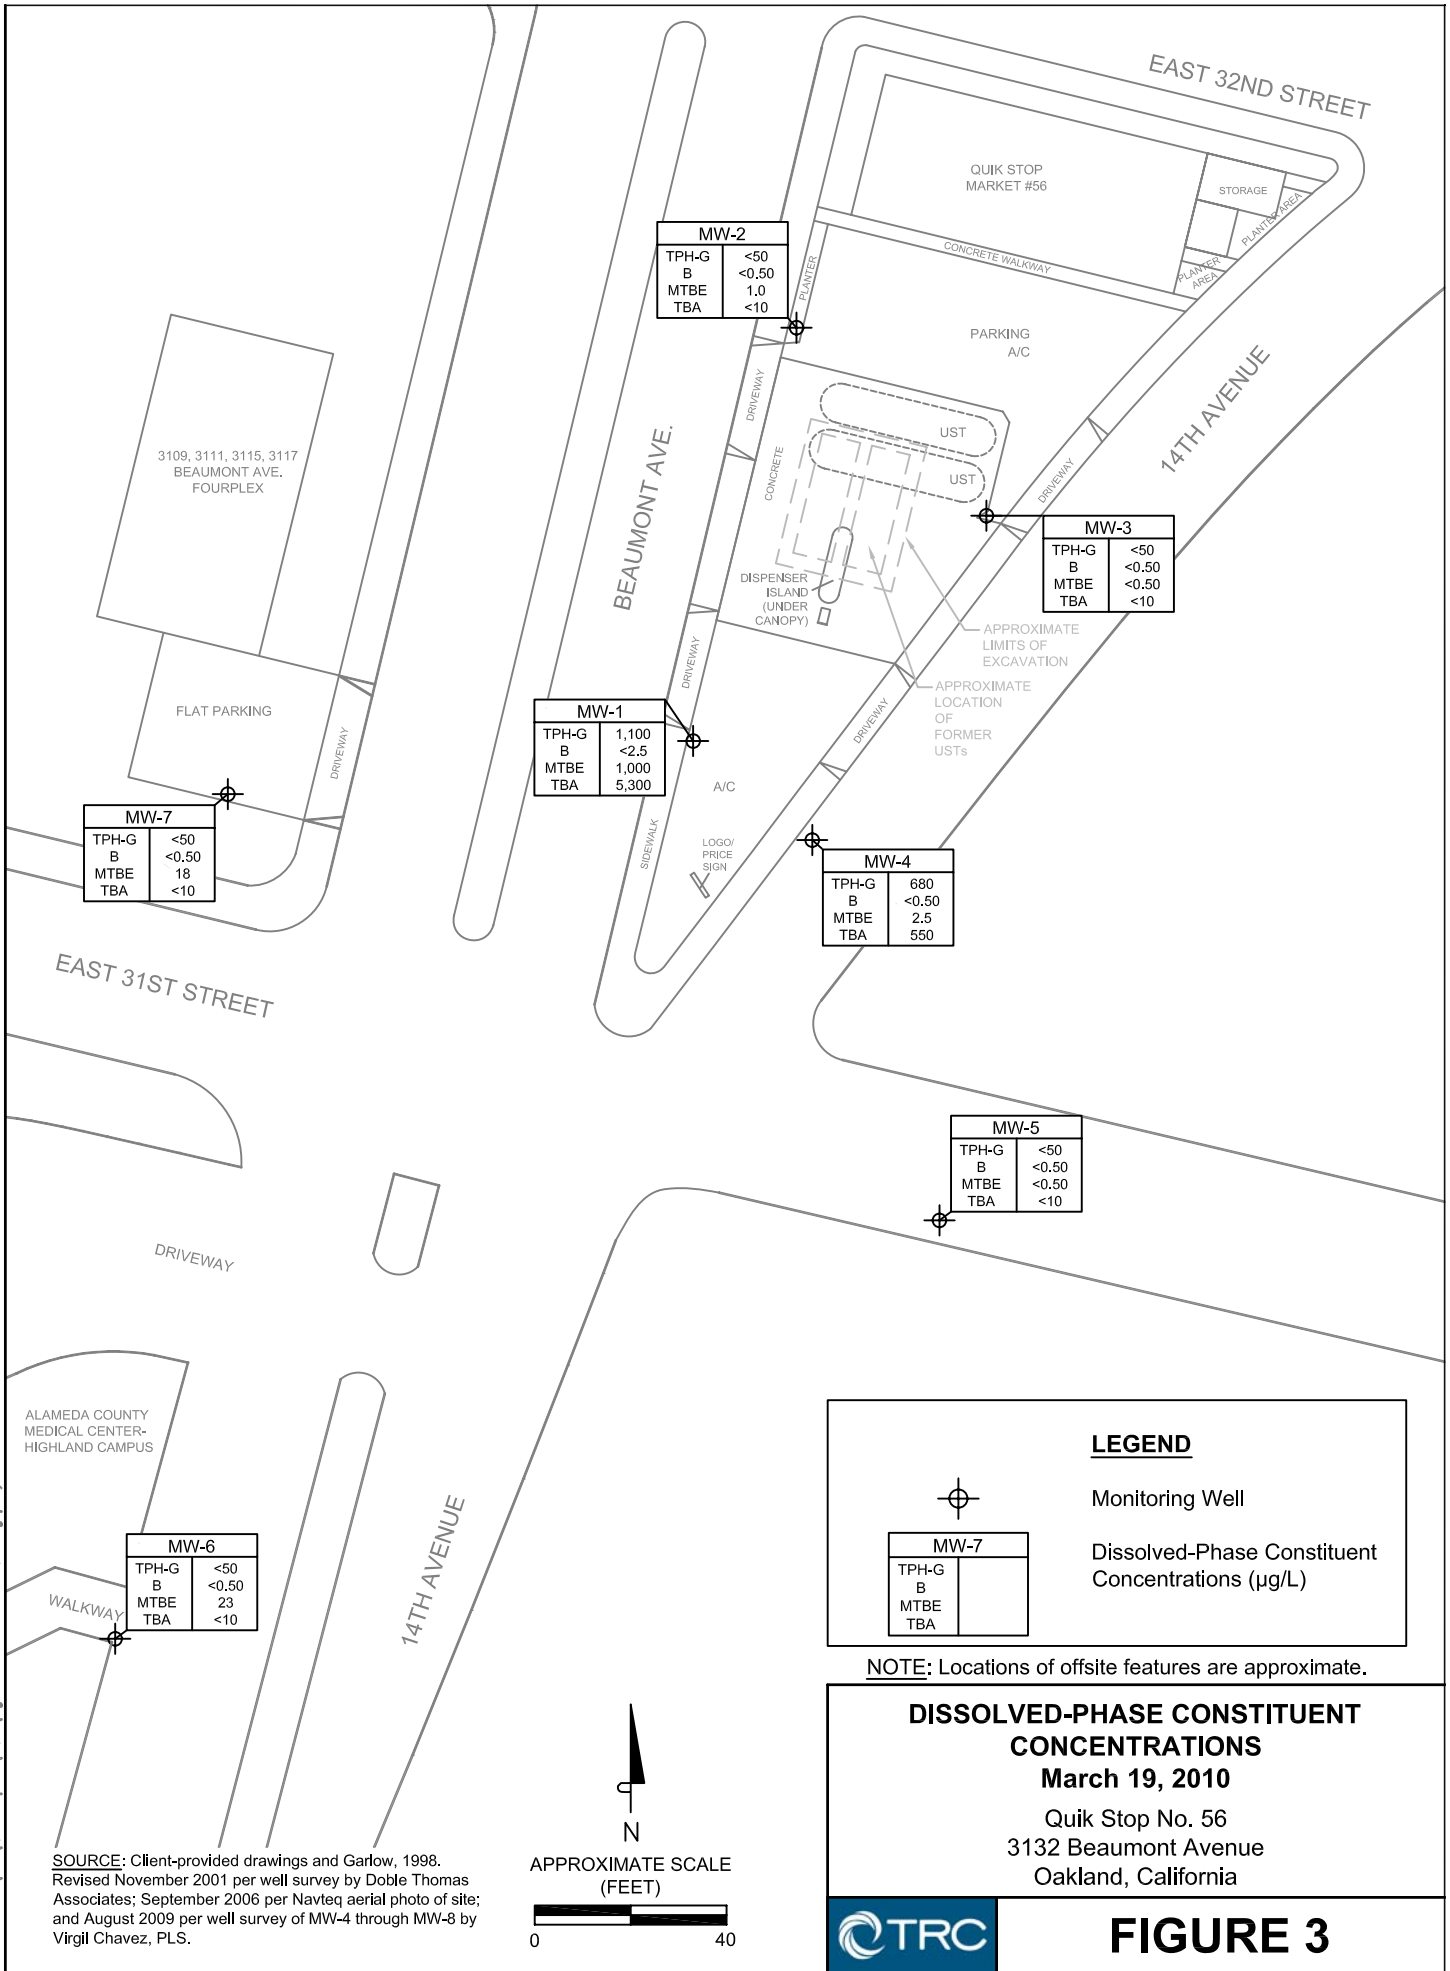 EAST 32ND STREET
QUIK STOP
MARKET #56
STORAGE
PLANTER AREA
PLANTER
AREA
CONCRETE WALKWAY
MW-2
TPH-G <50
B <0.50
MTBE 1.0
TBA <10
PLANTER
PARKING
A/C
14TH AVENUE
DRIVEWAY
UST
UST
CONCRETE
DRIVEWAY
3109, 3111, 3115, 3117
BEAUMONT AVE.
FOURPLEX
BEAUMONT AVE.
MW-3
TPH-G <50
B <0.50
MTBE <0.50
TBA <10
DISPENSER
ISLAND
(UNDER
CANOPY)
APPROXIMATE
LIMITS OF
EXCAVATION
APPROXIMATE
LOCATION
OF
FORMER
USTs
DRIVEWAY
DRIVEWAY
FLAT PARKING
DRIVEWAY
MW-1
TPH-G 1,100
B <2.5
MTBE 1,000
TBA 5,300
A/C
MW-7
TPH-G <50
B <0.50
MTBE 18
TBA <10
SIDEWALK
LOGO/
PRICE
SIGN
MW-4
TPH-G 680
B <0.50
MTBE 2.5
TBA 550
EAST 31ST STREET
MW-5
TPH-G <50
B <0.50
MTBE <0.50
TBA <10
DRIVEWAY
ALAMEDA COUNTY
MEDICAL CENTER-
HIGHLAND CAMPUS
MW-6
TPH-G <50
B <0.50
MTBE 23
TBA <10
WALKWAY
14TH AVENUE
LEGEND
Monitoring Well
MW-7
TPH-G
B
MTBE
TBA
Dissolved-Phase Constituent
Concentrations (µg/L)
NOTE: Locations of offsite features are approximate.
DISSOLVED-PHASE CONSTITUENT
CONCENTRATIONS
March 19, 2010
Quik Stop No. 56
3132 Beaumont Avenue
Oakland, California
TRC
FIGURE 3
N
APPROXIMATE SCALE
(FEET)
0 40
SOURCE: Client-provided drawings and Garlow, 1998.
Revised November 2001 per well survey by Doble Thomas
Associates; September 2006 per Navteq aerial photo of site;
and August 2009 per well survey of MW-4 through MW-8 by
Virgil Chavez, PLS.